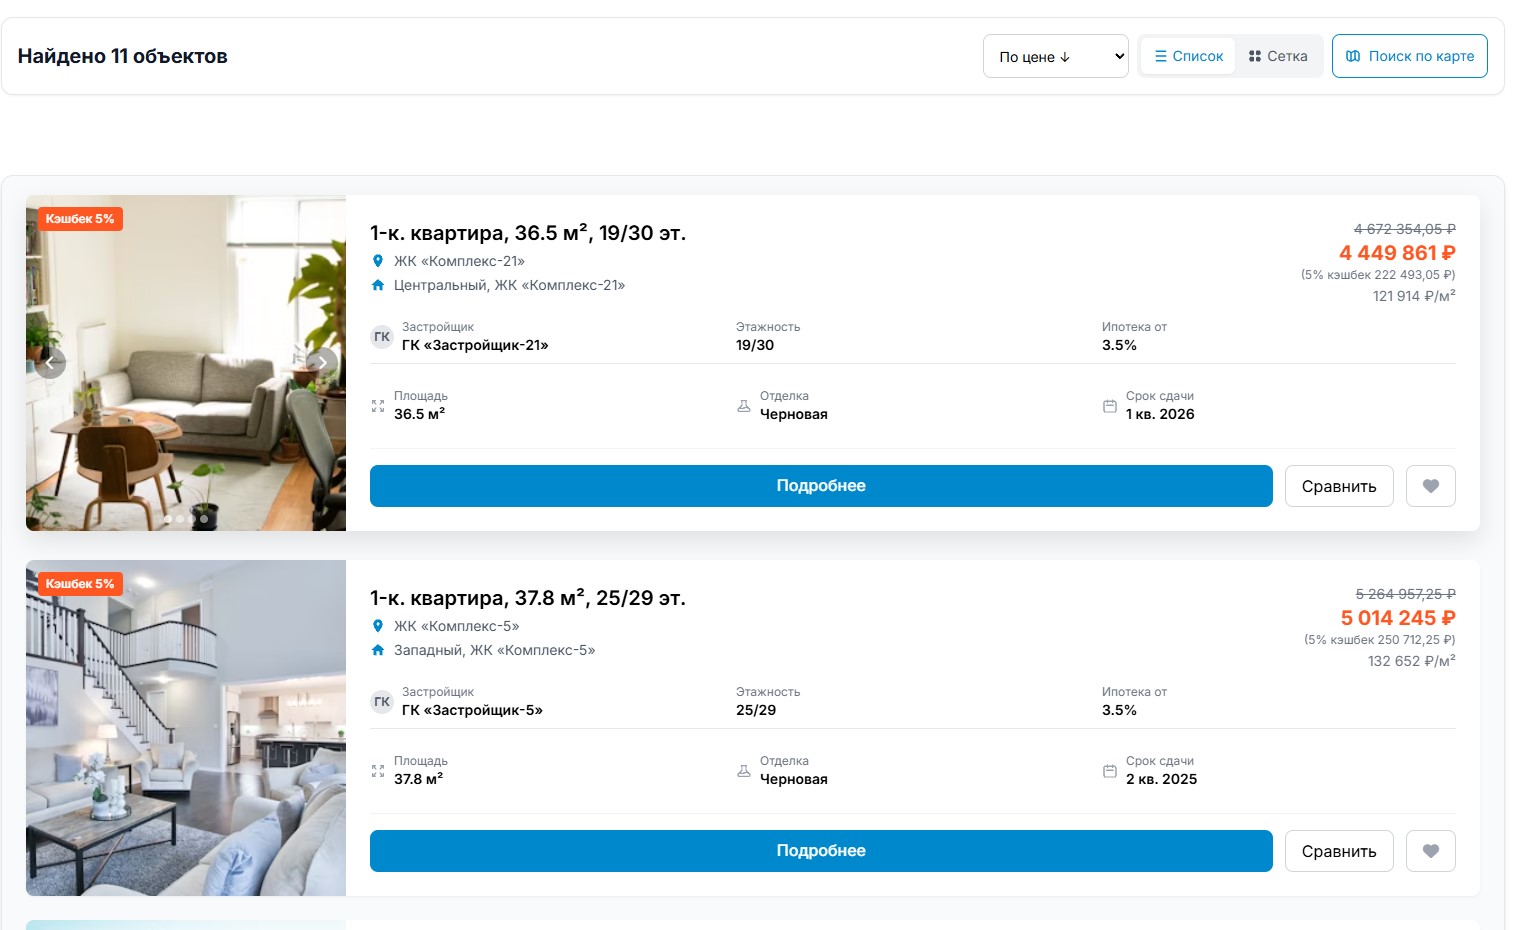 Найдено 11 объектов
По цене ↓
Список
Сетка
Поиск по карте
Кэшбек 5%
1-к. квартира, 36.5 м², 19/30 эт.
4 672 354,05 ₽
ЖК «Комплекс-21»
4 449 861 ₽
Центральный, ЖК «Комплекс-21»
(5% кэшбек 222 493,05 ₽)
121 914 ₽/м²
ГК
Застройщик
ГК «Застройщик-21»
Этажность
19/30
Ипотека от
3.5%
Площадь
36.5 м²
Отделка
Черновая
Срок сдачи
1 кв. 2026
Подробнее
Сравнить
Кэшбек 5%
1-к. квартира, 37.8 м², 25/29 эт.
5 264 957,25 ₽
ЖК «Комплекс-5»
5 014 245 ₽
Западный, ЖК «Комплекс-5»
(5% кэшбек 250 712,25 ₽)
132 652 ₽/м²
ГК
Застройщик
ГК «Застройщик-5»
Этажность
25/29
Ипотека от
3.5%
Площадь
37.8 м²
Отделка
Черновая
Срок сдачи
2 кв. 2025
Подробнее
Сравнить